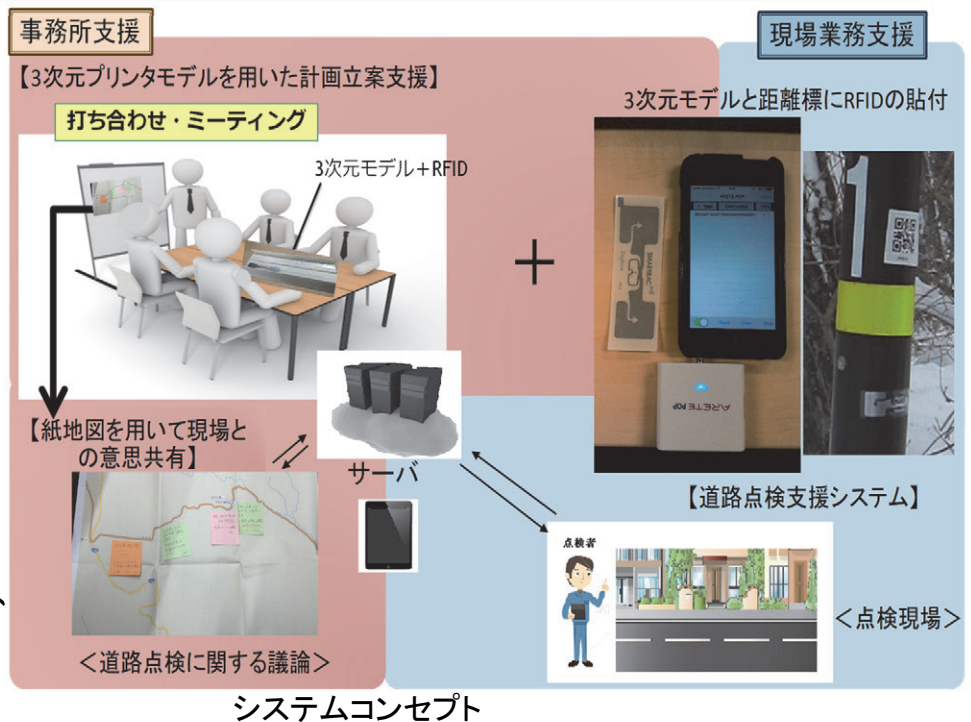 事務所支援
現場業務支援
【3次元プリンタモデルを用いた計画立案支援】
打ち合わせ・ミーティング
3次元モデル＋RFID
3次元モデルと距離標にRFIDの貼付
＋
1
SMARTRAC
ARETE POP
【紙地図を用いて現場と
の意思共有】
サーバ
【道路点検支援システム】
点検者
＜点検現場＞
＜道路点検に関する議論＞
、
システムコンセプト